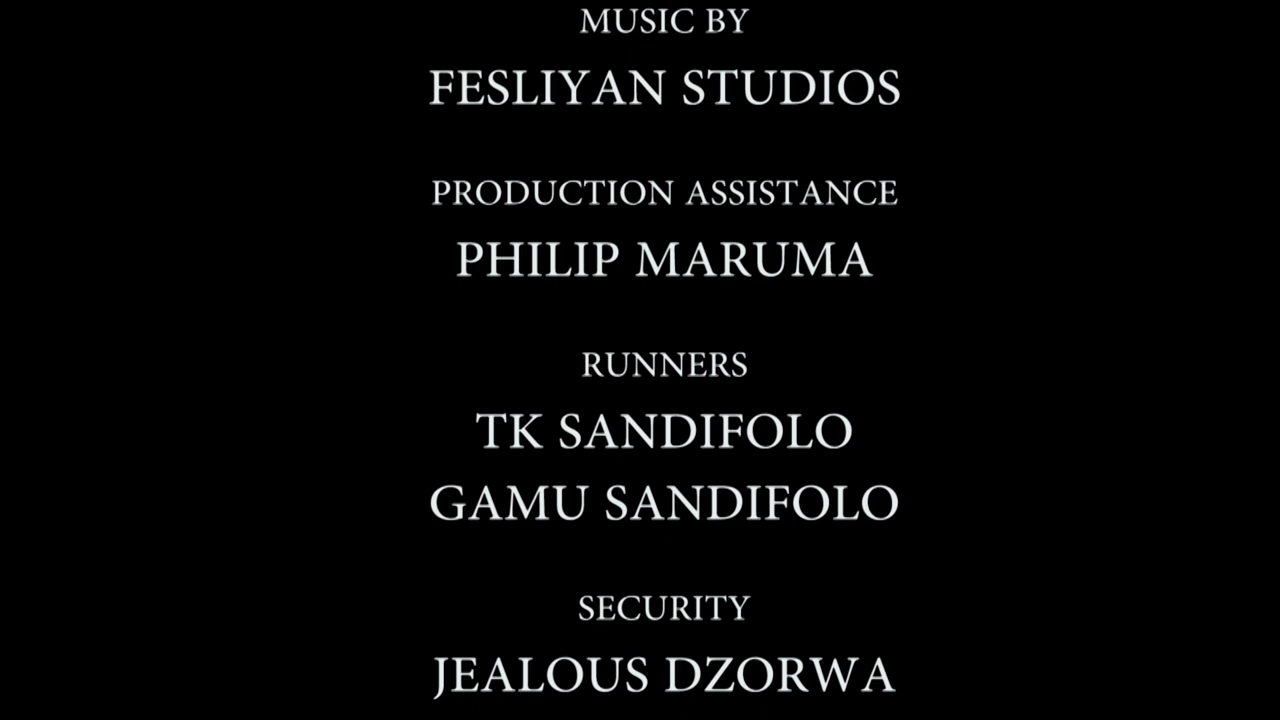 MUSIC BY
FESLIYAN STUDIOS
PRODUCTION ASSISTANCE
PHILIP MARUMA
RUNNERS
TK SANDIFOLO
GAMU SANDIFOLO
SECURITY
JEALOUS DZORWA